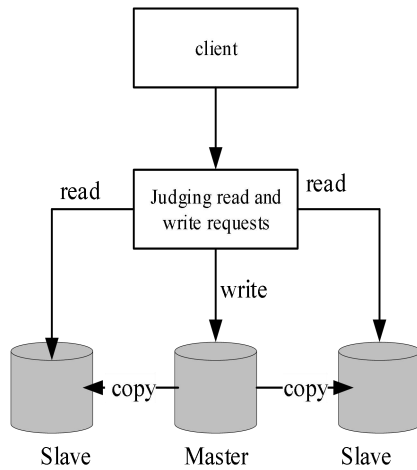 client
read
read
Judging read and
write requests
write
copy
copy
Slave
Master
Slave